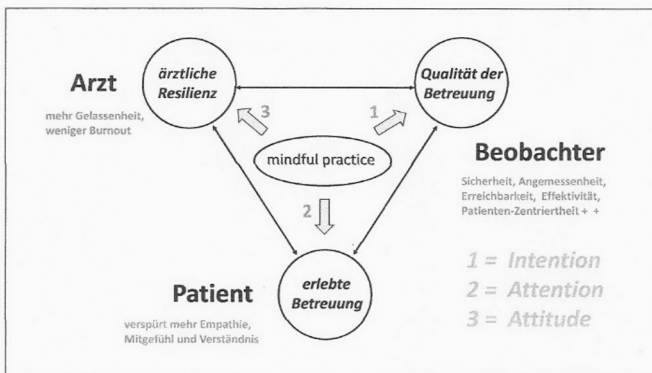 Arzt
mehr Gelassenheit,
weniger Burnout
ärztliche
Resilienz
Qualität der
Betreuung
3
1
mindful practice
2
Beobachter
Sicherheit, Angemessenheit,
Erreichbarkeit, Effektivität,
Patienten-Zentriertheit + +
Patient
verspürt mehr Empathie,
Mitgefühl und Verständnis
erlebte
Betreuung
1 = Intention
2 = Attention
3 = Attitude